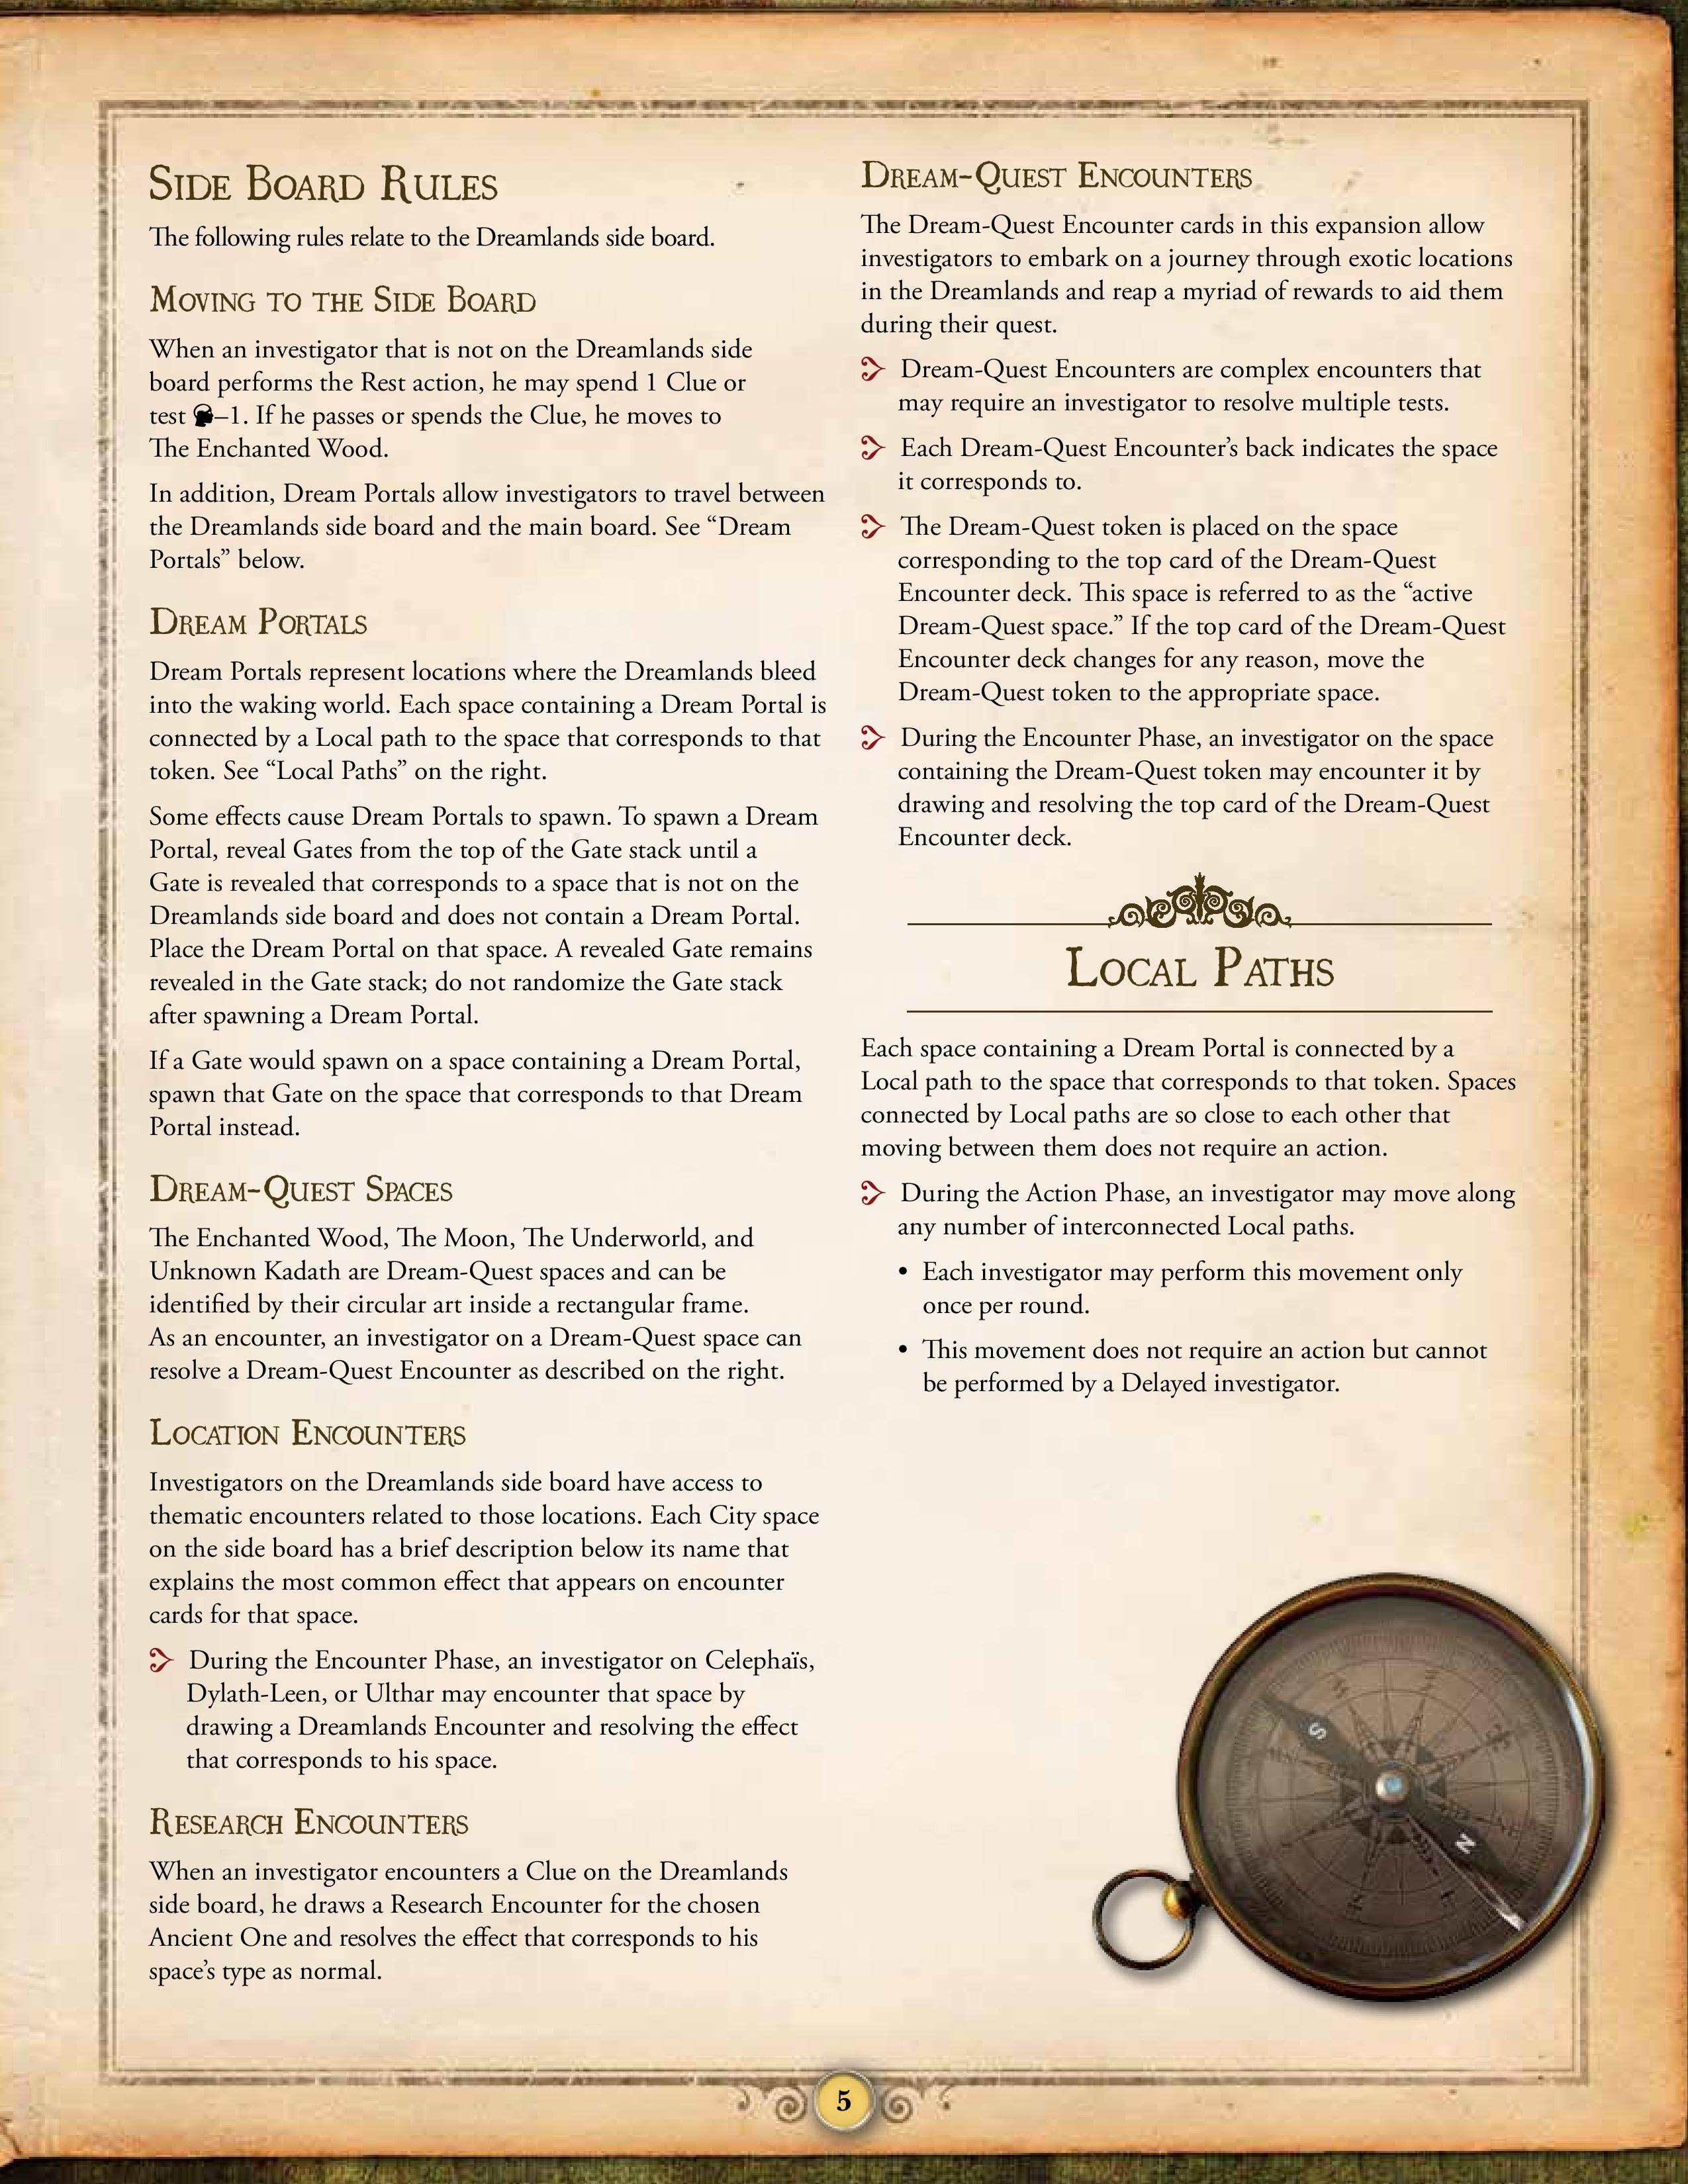 Side Board Rules
The following rules relate to the Dreamlands side board.
Moving to the Side Board
When an investigator that is not on the Dreamlands side
board performs the Rest action, he may spend 1 Clue or
test –1. If he passes or spends the Clue, he moves to
The Enchanted Wood.
In addition, Dream Portals allow investigators to travel between
the Dreamlands side board and the main board. See “Dream
Portals” below.
Dream Portals
Dream Portals represent locations where the Dreamlands bleed
into the waking world. Each space containing a Dream Portal is
connected by a Local path to the space that corresponds to that
token. See “Local Paths” on the right.
Some effects cause Dream Portals to spawn. To spawn a Dream
Portal, reveal Gates from the top of the Gate stack until a
Gate is revealed that corresponds to a space that is not on the
Dreamlands side board and does not contain a Dream Portal.
Place the Dream Portal on that space. A revealed Gate remains
revealed in the Gate stack; do not randomize the Gate stack
after spawning a Dream Portal.
If a Gate would spawn on a space containing a Dream Portal,
spawn that Gate on the space that corresponds to that Dream
Portal instead.
Dream-Quest Spaces
The Enchanted Wood, The Moon, The Underworld, and
Unknown Kadath are Dream-Quest spaces and can be
identified by their circular art inside a rectangular frame.
As an encounter, an investigator on a Dream-Quest space can
resolve a Dream-Quest Encounter as described on the right.
Location Encounters
Investigators on the Dreamlands side board have access to
thematic encounters related to those locations. Each City space
on the side board has a brief description below its name that
explains the most common effect that appears on encounter
cards for that space.
During the Encounter Phase, an investigator on Celephaïs,
Dylath-Leen, or Ulthar may encounter that space by
drawing a Dreamlands Encounter and resolving the effect
that corresponds to his space.
Research Encounters
When an investigator encounters a Clue on the Dreamlands
side board, he draws a Research Encounter for the chosen
Ancient One and resolves the effect that corresponds to his
space’s type as normal.
Dream-Quest Encounters
The Dream-Quest Encounter cards in this expansion allow
investigators to embark on a journey through exotic locations
in the Dreamlands and reap a myriad of rewards to aid them
during their quest.
Dream-Quest Encounters are complex encounters that
may require an investigator to resolve multiple tests.
Each Dream-Quest Encounter’s back indicates the space
it corresponds to.
The Dream-Quest token is placed on the space
corresponding to the top card of the Dream-Quest
Encounter deck. This space is referred to as the “active
Dream-Quest space.” If the top card of the Dream-Quest
Encounter deck changes for any reason, move the
Dream-Quest token to the appropriate space.
During the Encounter Phase, an investigator on the space
containing the Dream-Quest token may encounter it by
drawing and resolving the top card of the Dream-Quest
Encounter deck.
Local Paths
Each space containing a Dream Portal is connected by a
Local path to the space that corresponds to that token. Spaces
connected by Local paths are so close to each other that
moving between them does not require an action.
During the Action Phase, an investigator may move along
any number of interconnected Local paths.
• Each investigator may perform this movement only
once per round.
• This movement does not require an action but cannot
be performed by a Delayed investigator.
S
N
5